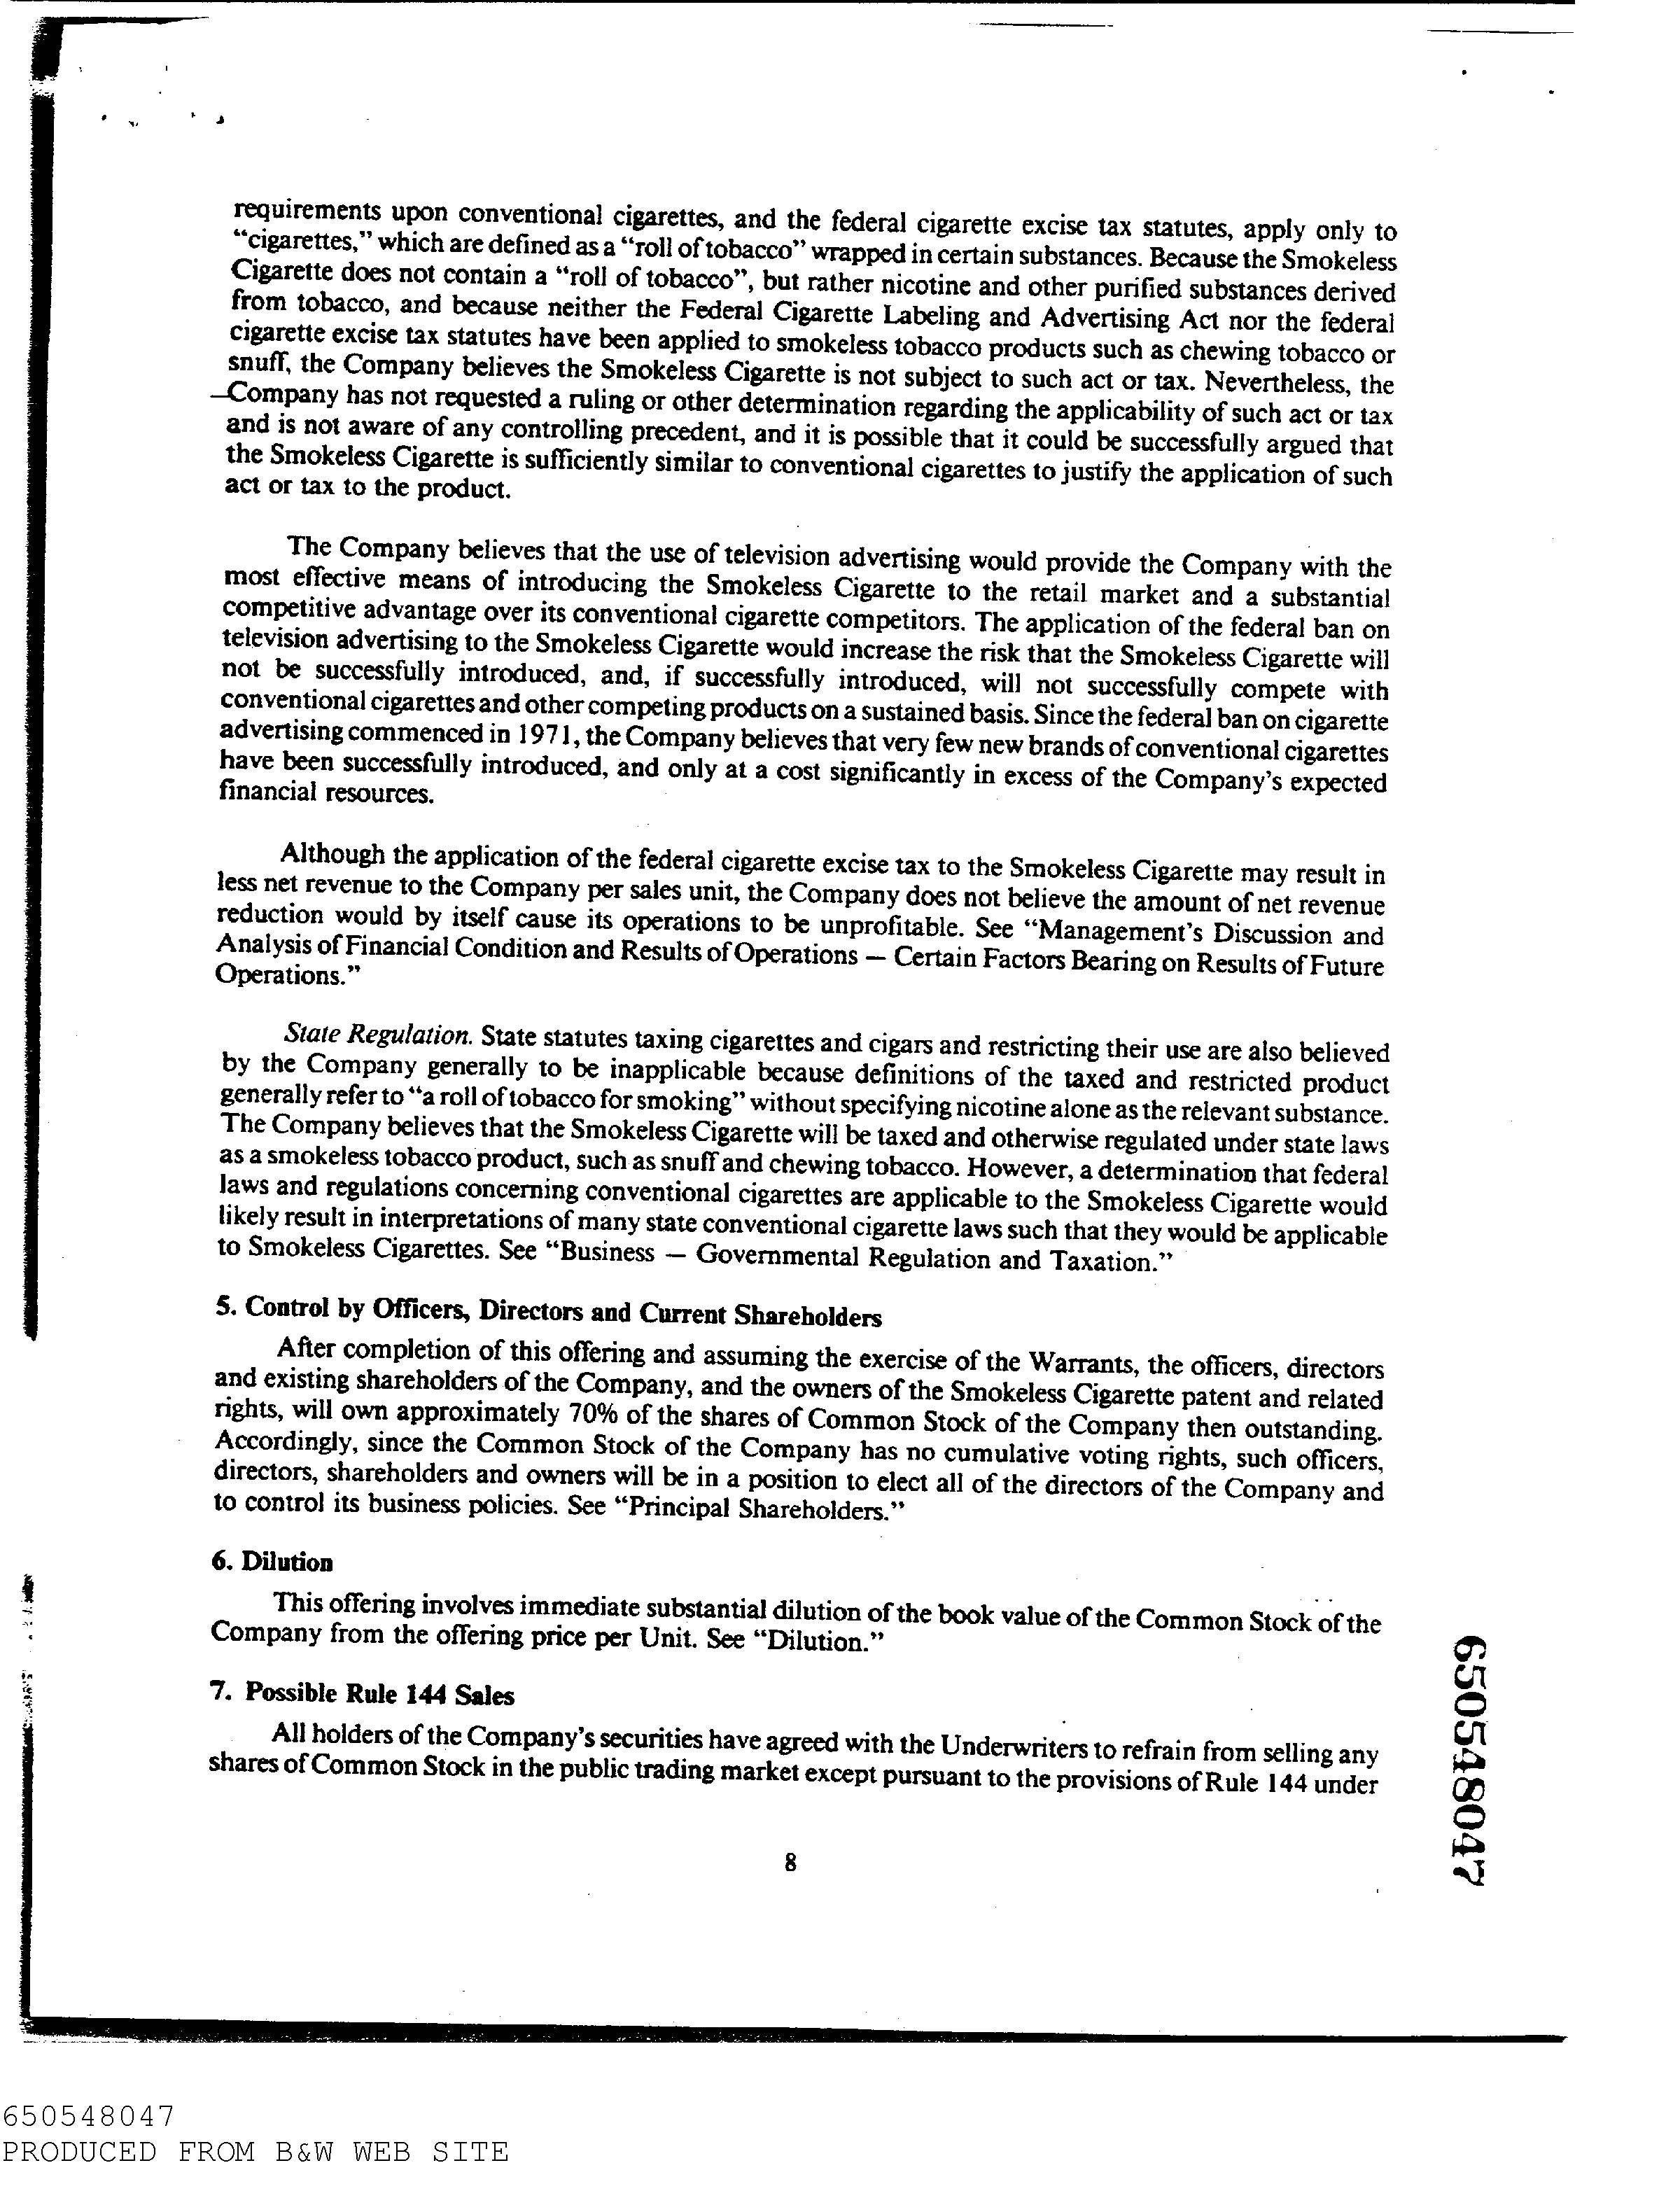 requirements upon conventional cigarettes, and the federal cigarette excise tax statutes, apply only to
“cigarettes,” which are defined as a “roll of tobacco” wrapped in certain substances. Because the Smokeless
Cigarette does not contain a “roll of tobacco”, but rather nicotine and other purified substances derived
from tobacco, and because neither the Federal Cigarette Labeling and Advertising Act nor the federal
cigarette excise tax statutes have been applied to smokeless tobacco products such as chewing tobacco or
snuff, the Company believes the Smokeless Cigarette is not subject to such act or tax. Nevertheless, the
Company has not requested a ruling or other determination regarding the applicability of such act or tax
and is not aware of any controlling precedent, and it is possible that it could be successfully argued that
the Smokeless Cigarette is sufficiently similar to conventional cigarettes to justify the application of such
act or tax to the product.
The Company believes that the use of television advertising would provide the Company with the
most effective means of introducing the Smokeless Cigarette to the retail market and a substantial
competitive advantage over its conventional cigarette competitors. The application of the federal ban on
television advertising to the Smokeless Cigarette would increase the risk that the Smokeless Cigarette will
not be successfully introduced, and, if successfully introduced, will not successfully compete with
conventional cigarettes and other competing products on a sustained basis. Since the federal ban on cigarette
advertising commenced in 1971, the Company believes that very few new brands of conventional cigarettes
have been successfully introduced, and only at a cost significantly in excess of the Company’s expected
financial resources.
Although the application of the federal cigarette excise tax to the Smokeless Cigarette may result in
less net revenue to the Company per sales unit, the Company does not believe the amount of net revenue
reduction would by itself cause its operations to be unprofitable. See “Management’s Discussion and
Analysis of Financial Condition and Results of Operations — Certain Factors Bearing on Results of Future
Operations.”
State Regulation. State statutes taxing cigarettes and cigars and restricting their use are also believed
by the Company generally to be inapplicable because definitions of the taxed and restricted product
generally refer to “a roll of tobacco for smoking” without specifying nicotine alone as the relevant substance.
The Company believes that the Smokeless Cigarette will be taxed and otherwise regulated under state laws
as a smokeless tobacco product, such as snuff and chewing tobacco. However, a determination that federal
laws and regulations concerning conventional cigarettes are applicable to the Smokeless Cigarette would
likely result in interpretations of many state conventional cigarette laws such that they would be applicable
to Smokeless Cigarettes. See “Business — Governmental Regulation and Taxation.”
5. Control by Officers, Directors and Current Shareholders
After completion of this offering and assuming the exercise of the Warrants, the officers, directors
and existing shareholders of the Company, and the owners of the Smokeless Cigarette patent and related
rights, will own approximately 70% of the shares of Common Stock of the Company then outstanding.
Accordingly, since the Common Stock of the Company has no cumulative voting rights, such officers,
directors, shareholders and owners will be in a position to elect all of the directors of the Company and
to control its business policies. See “Principal Shareholders.”
6. Dilution
This offering involves immediate substantial dilution of the book value of the Common Stock of the
Company from the offering price per Unit. See “Dilution.”
7. Possible Rule 144 Sales
All holders of the Company’s securities have agreed with the Underwriters to refrain from selling any
shares of Common Stock in the public trading market except pursuant to the provisions of Rule 144 under
8
650548047
650548047
PRODUCED FROM B&W WEB SITE